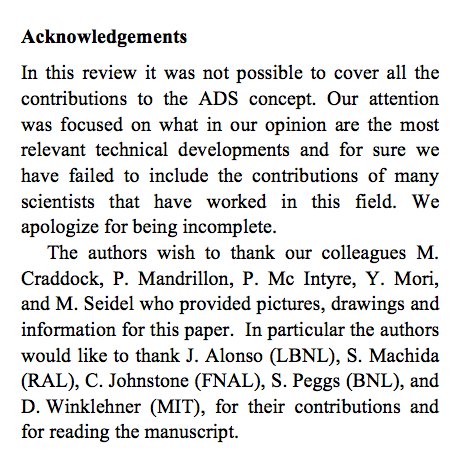 Acknowledgements
In this review it was not possible to cover all the
contributions to the ADS concept. Our attention
was focused on what in our opinion are the most
relevant technical developments and for sure we
have failed to include the contributions of many
scientists that have worked in this field. We
apologize for being incomplete.
The authors wish to thank our colleagues M.
Craddock, P. Mandrillon, P. Mc Intyre, Y. Mori,
and M. Seidel who provided pictures, drawings and
information for this paper.  In particular the authors
would like to thank J. Alonso (LBNL), S. Machida
(RAL), C. Johnstone (FNAL), S. Peggs (BNL), and
D. Winklehner (MIT), for their contributions and
for reading the manuscript.